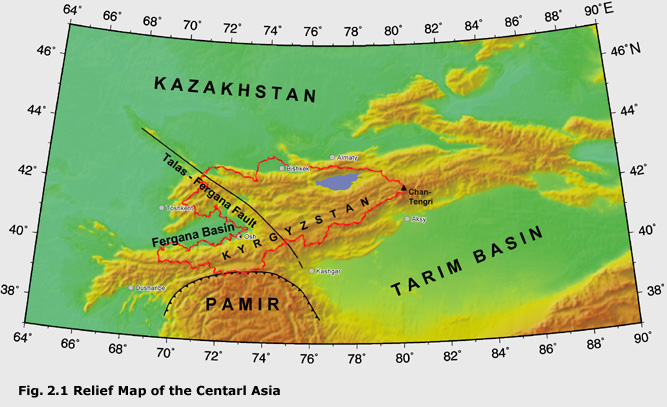 64° 66° 68° 70° 72° 74° 76° 78° 80° 82° 84° 86° 88° 90°E
46° 46°N
KAZAKHSTAN
44° 44°
Talas - Fergana Fault
Almaty
Bishkek
42° 42°
Chan-
Tengri
Toshkent
KYRGYZSTAN
Aksy
Fergana Basin
Osh
40° 40°
TARIM BASIN
Kashgar
Dushanbe
38° 38°
PAMIR
64° 66° 68° 70° 72° 74° 76° 78° 80° 82° 84° 86° 88° 90°
Fig. 2.1 Relief Map of the Centarl Asia